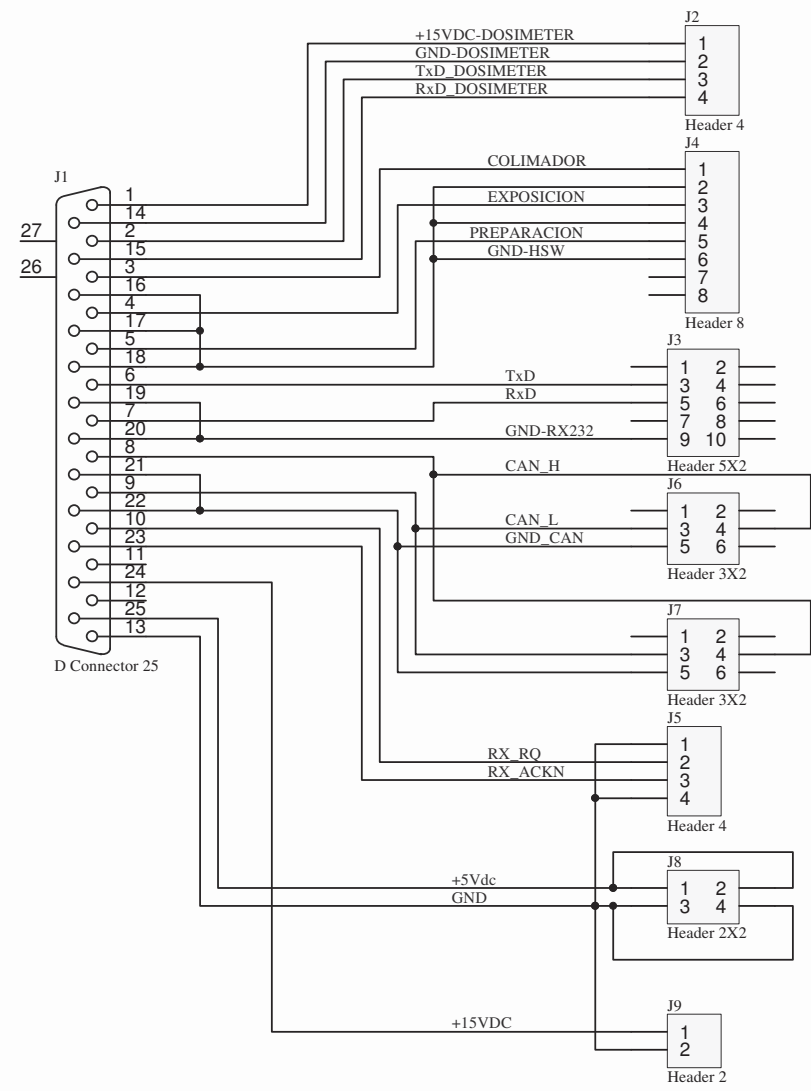 J2
+15VDC-DOSIMETER
1
GND-DOSIMETER
2
TxD_DOSIMETER
3
RxD_DOSIMETER
4
Header 4
J4
COLIMADOR
1
2
EXPOSICION
3
4
PREPARACION
5
GND-HSW
6
7
8
Header 8
J1
1
14
27
2
15
26
3
16
4
17
5
18
6
19
7
20
8
21
9
22
10
23
11
24
12
25
13
D Connector 25
J3
1 2
TxD
3 4
RxD
5 6
7 8
GND-RX232
9 10
Header 5X2
CAN_H
J6
1 2
CAN_L
3 4
GND_CAN
5 6
Header 3X2
J7
1 2
3 4
5 6
Header 3X2
J5
1
RX_RQ
2
RX_ACKN
3
4
Header 4
J8
+5Vdc
1 2
GND
3 4
Header 2X2
J9
+15VDC
1
2
Header 2